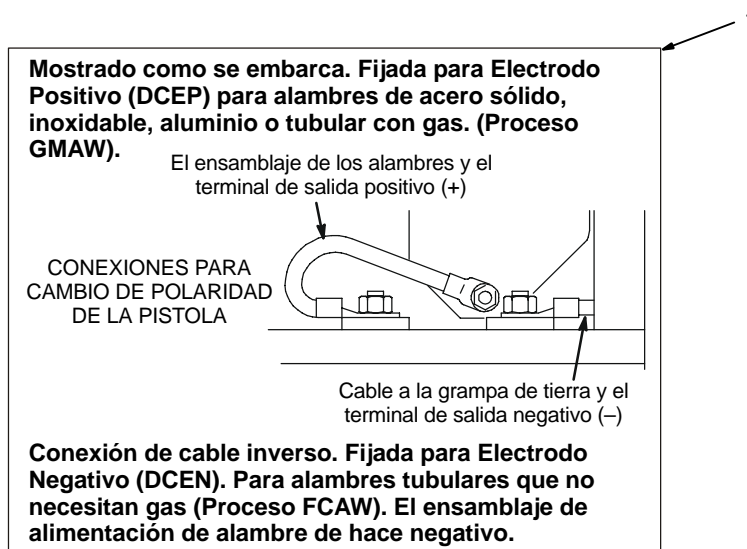 Mostrado como se embarca. Fijada para Electrodo
Positivo (DCEP) para alambres de acero sólido,
inoxidable, aluminio o tubular con gas. (Proceso
GMAW).
El ensamblaje de los alambres y el
terminal de salida positivo (+)
CONEXIONES PARA
CAMBIO DE POLARIDAD
DE LA PISTOLA
Cable a la grampa de tierra y el
terminal de salida negativo (–)
Conexión de cable inverso. Fijada para Electrodo
Negativo (DCEN). Para alambres tubulares que no
necesitan gas (Proceso FCAW). El ensamblaje de
alimentación de alambre de hace negativo.